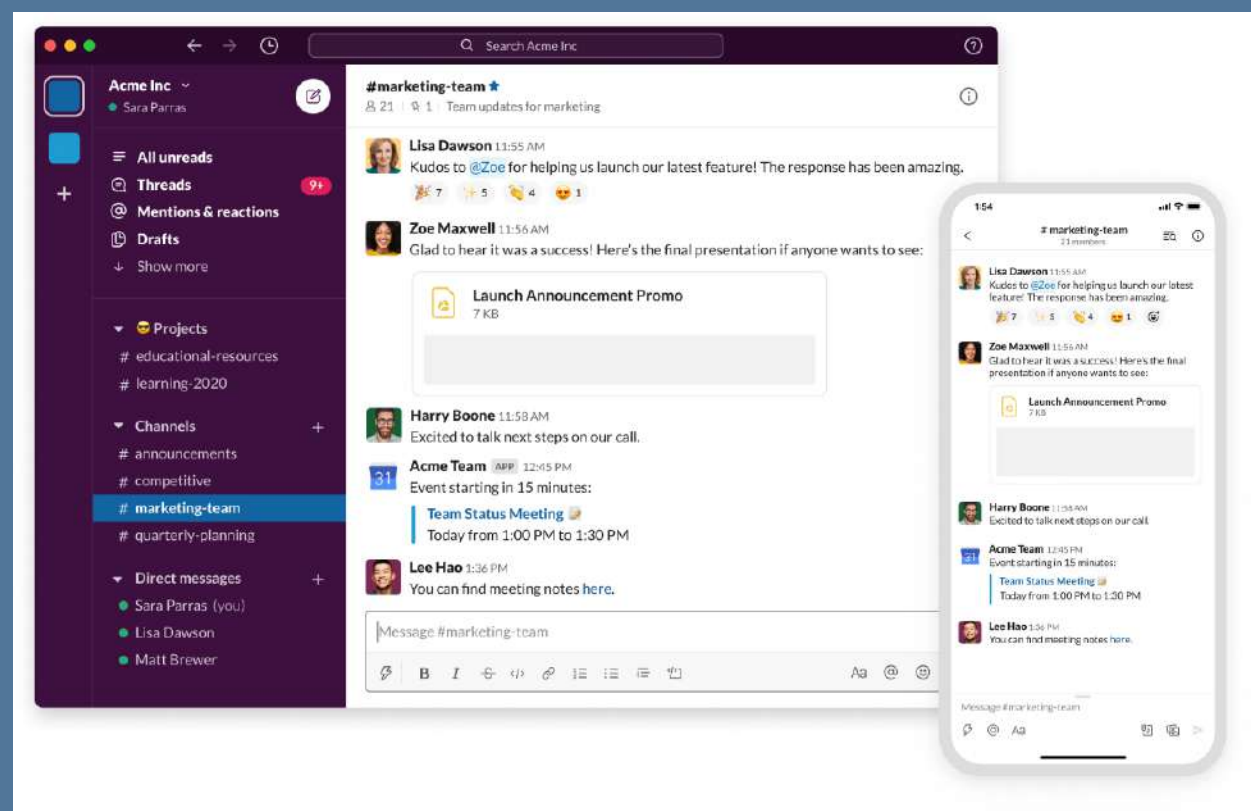 Search Acme Inc
Acme Inc
Sara Parras
All unreads
Threads 9+
Mentions & reactions
Drafts
Show more
Projects
# educational-resources
# learning-2020
Channels +
# announcements
# competitive
# marketing-team
# quarterly-planning
Direct messages +
Sara Parras (you)
Lisa Dawson
Matt Brewer
#marketing-team
21 | 1 | Team updates for marketing
Lisa Dawson 11:55 AM
Kudos to @Zoe for helping us launch our latest feature! The response has been amazing.
7 5 4 1
Zoe Maxwell 11:56 AM
Glad to hear it was a success! Here's the final presentation if anyone wants to see:
Launch Announcement Promo
7 KB
Harry Boone 11:58 AM
Excited to talk next steps on our call.
31
Acme Team APP 12:45 PM
Event starting in 15 minutes:
Team Status Meeting
Today from 1:00 PM to 1:30 PM
Lee Hao 1:36 PM
You can find meeting notes here.
Message #marketing-team
B I S </> Aa @
1:54
# marketing-team
21 members
Lisa Dawson 11:55 AM
Kudos to @Zoe for helping us launch our latest
feature! The response has been amazing.
7 5 4 1
Zoe Maxwell 11:56 AM
Glad to hear it was a success! Here's the final
presentation if anyone wants to see:
Launch Announcement Promo
7 KB
Harry Boone 11:58 AM
Excited to talk next steps on our call.
31
Acme Team 12:45 PM
Event starting in 15 minutes:
Team Status Meeting
Today from 1:00 PM to 1:30 PM
Lee Hao 1:36 PM
You can find meeting notes here.
Message #marketing-team
@ Aa